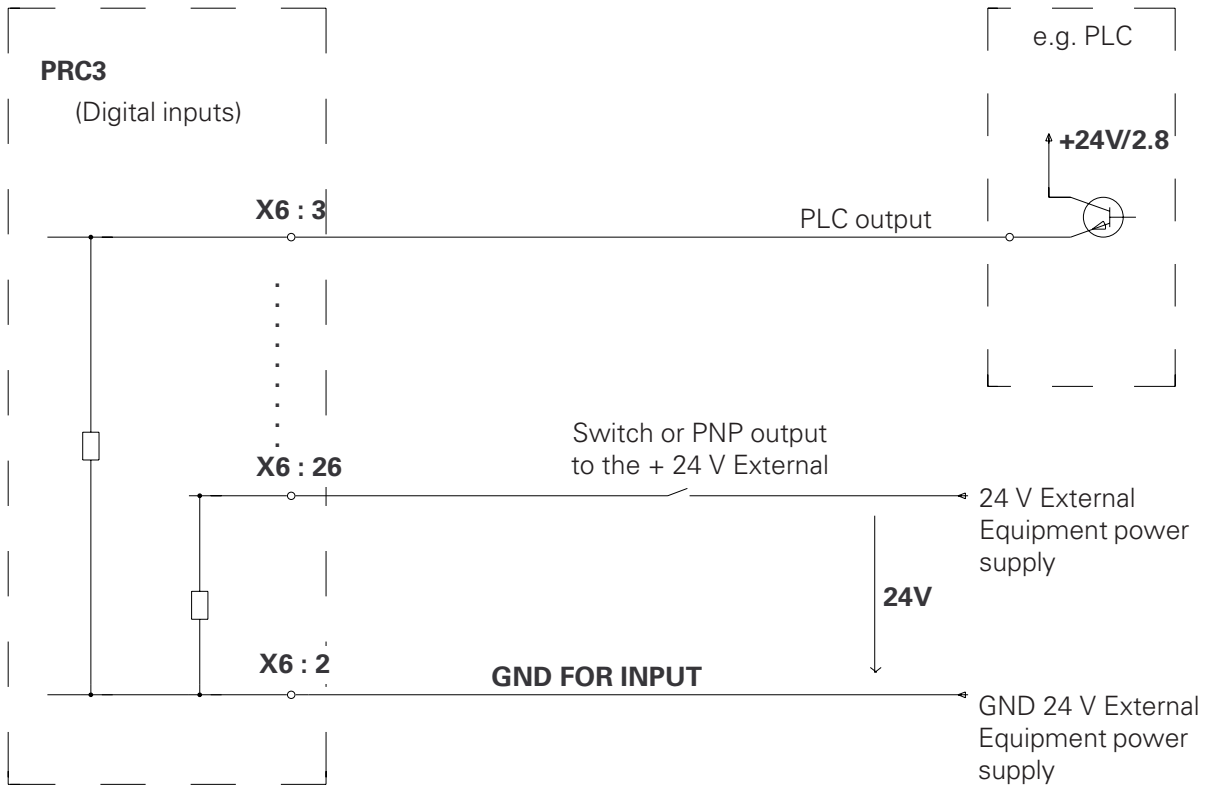 e.g. PLC
PRC3
(Digital inputs)
+24V/2.8
X6 : 3
PLC output
Switch or PNP output
to the + 24 V External
X6 : 26
24 V External
Equipment power
supply
24V
X6 : 2
GND FOR INPUT
GND 24 V External
Equipment power
supply